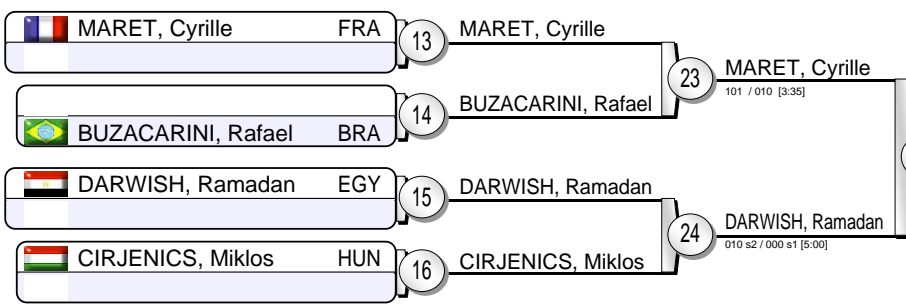 MARET, Cyrille FRA
13
MARET, Cyrille
23
MARET, Cyrille
101 / 010 [3:35]
BUZACARINI, Rafael BRA
14
BUZACARINI, Rafael
DARWISH, Ramadan EGY
15
DARWISH, Ramadan
24
DARWISH, Ramadan
010 s2 / 000 s1 [5:00]
CIRJENICS, Miklos HUN
16
CIRJENICS, Miklos